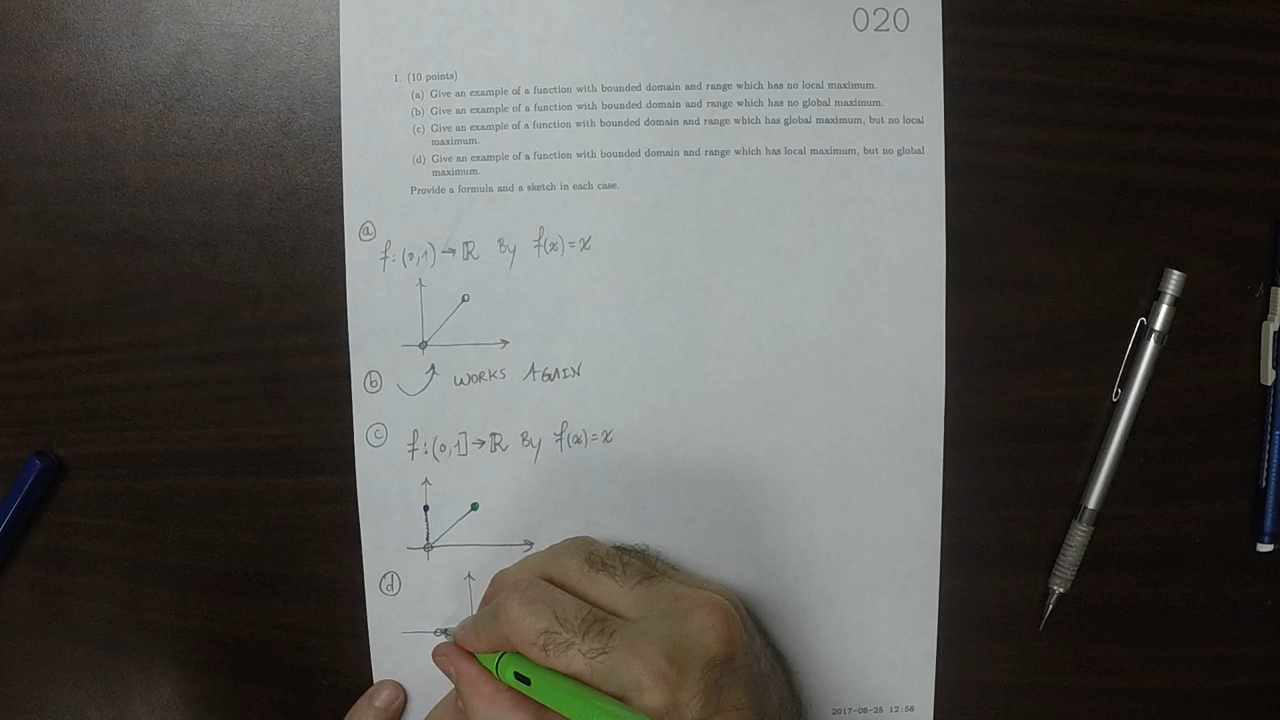 020
1. (10 points)
(a) Give an example of a function with bounded domain and range which has no local maximum.
(b) Give an example of a function with bounded domain and range which has no global maximum.
(c) Give an example of a function with bounded domain and range which has global maximum, but no local
maximum.
(d) Give an example of a function with bounded domain and range which has local maximum, but no global
maximum.
Provide a formula and a sketch in each case.
ⓐ
f:(0,1)→ℝ By f(x)=x
ⓑ WORKS AGAIN
ⓒ f:(0,1]→ℝ By f(x)=x
ⓓ
2017-08-25 12:56